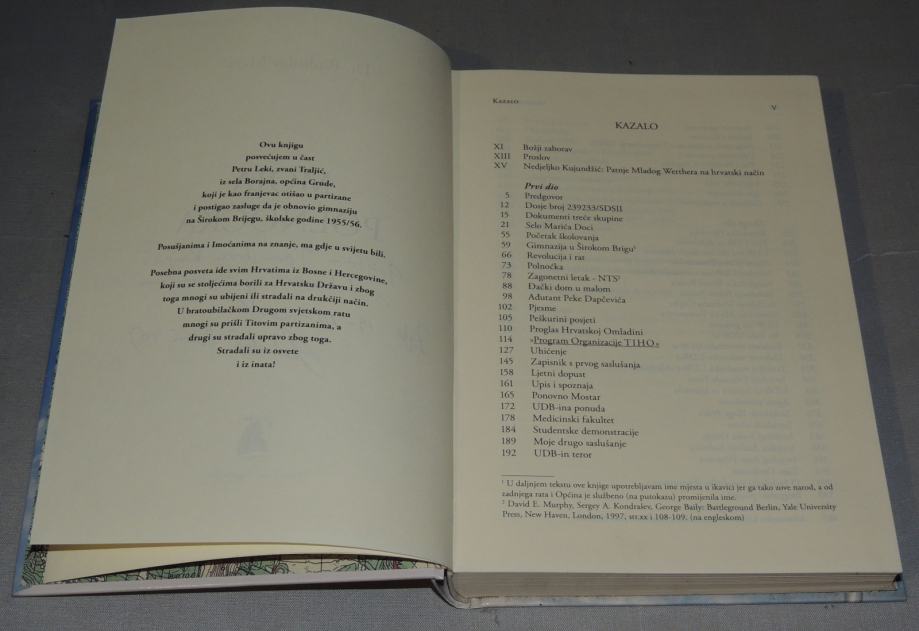 Ovu knjigu
posvećujem u čast
Petru Leki, zvani Traljić,
iz sela Borajna, općina Grude,
koji je kao franjevac otišao u partizane
i postigao zasluge da je obnovio gimnaziju
na Širokom Brijegu, školske godine 1955/56.
Posušjanima i Imoćanima na znanje, ma gdje u svijetu bili.
Posebna posveta ide svim Hrvatima iz Bosne i Hercegovine,
koji su se stoljećima borili za Hrvatsku Državu i zbog
toga mnogi su ubijeni ili stradali na drukčiji način.
U bratoubilačkom Drugom svjetskom ratu
mnogi su prišli Titovim partizanima, a
drugi su stradali upravo zbog toga.
Stradali su iz osvete
i iz inata!
Kazalo
V
KAZALO
XI Božji zaborav
XIII Proslov
XV Nedjeljko Kujundžić: Patnje Mladog Werthera na hrvatski način
Prvi dio
5 Predgovor
12 Dosje broj 239233/SDSII
15 Dokumenti treće skupine
21 Selo Marića Doci
55 Početak školovanja
59 Gimnazija u Širokom Brigu¹
66 Revolucija i rat
73 Polnoćka
78 Zagonetni letak - NTS²
88 Đački dom u malom
98 Ađutant Peke Dapčevića
102 Pjesme
105 Peškurini posjeti
110 Proglas Hrvatskoj Omladini
114 »Program Organizacije TIHO«
127 Uhićenje
145 Zapisnik s prvog saslušanja
158 Ljetni dopust
161 Upis i spoznaja
165 Ponovno Mostar
172 UDB-ina ponuda
178 Medicinski fakultet
184 Studentske demonstracije
189 Moje drugo saslušanje
192 UDB-in teror
¹ U daljnjem tekstu ove knjige upotrebljavam ime mjesta u ikavici jer ga tako zove narod, a od
zadnjega rata i Općina je službeno (na putokazu) promijenila ime.
² David E. Murphy, Sergey A. Kondralev, George Baily: Battleground Berlin, Yale University
Press, New Haven, London, 1997, str.xx i 108-109. (na engleskom)